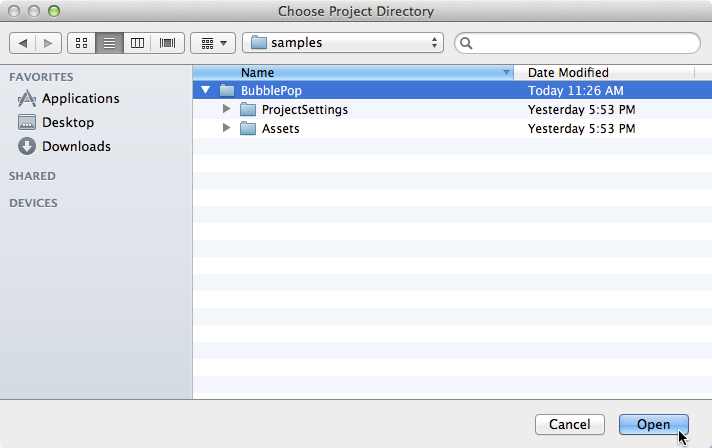 Choose Project Directory
samples
FAVORITES
Applications
Desktop
Downloads
SHARED
DEVICES
Name Date Modified
BubblePop Today 11:26 AM
ProjectSettings Yesterday 5:53 PM
Assets Yesterday 5:53 PM
Cancel Open